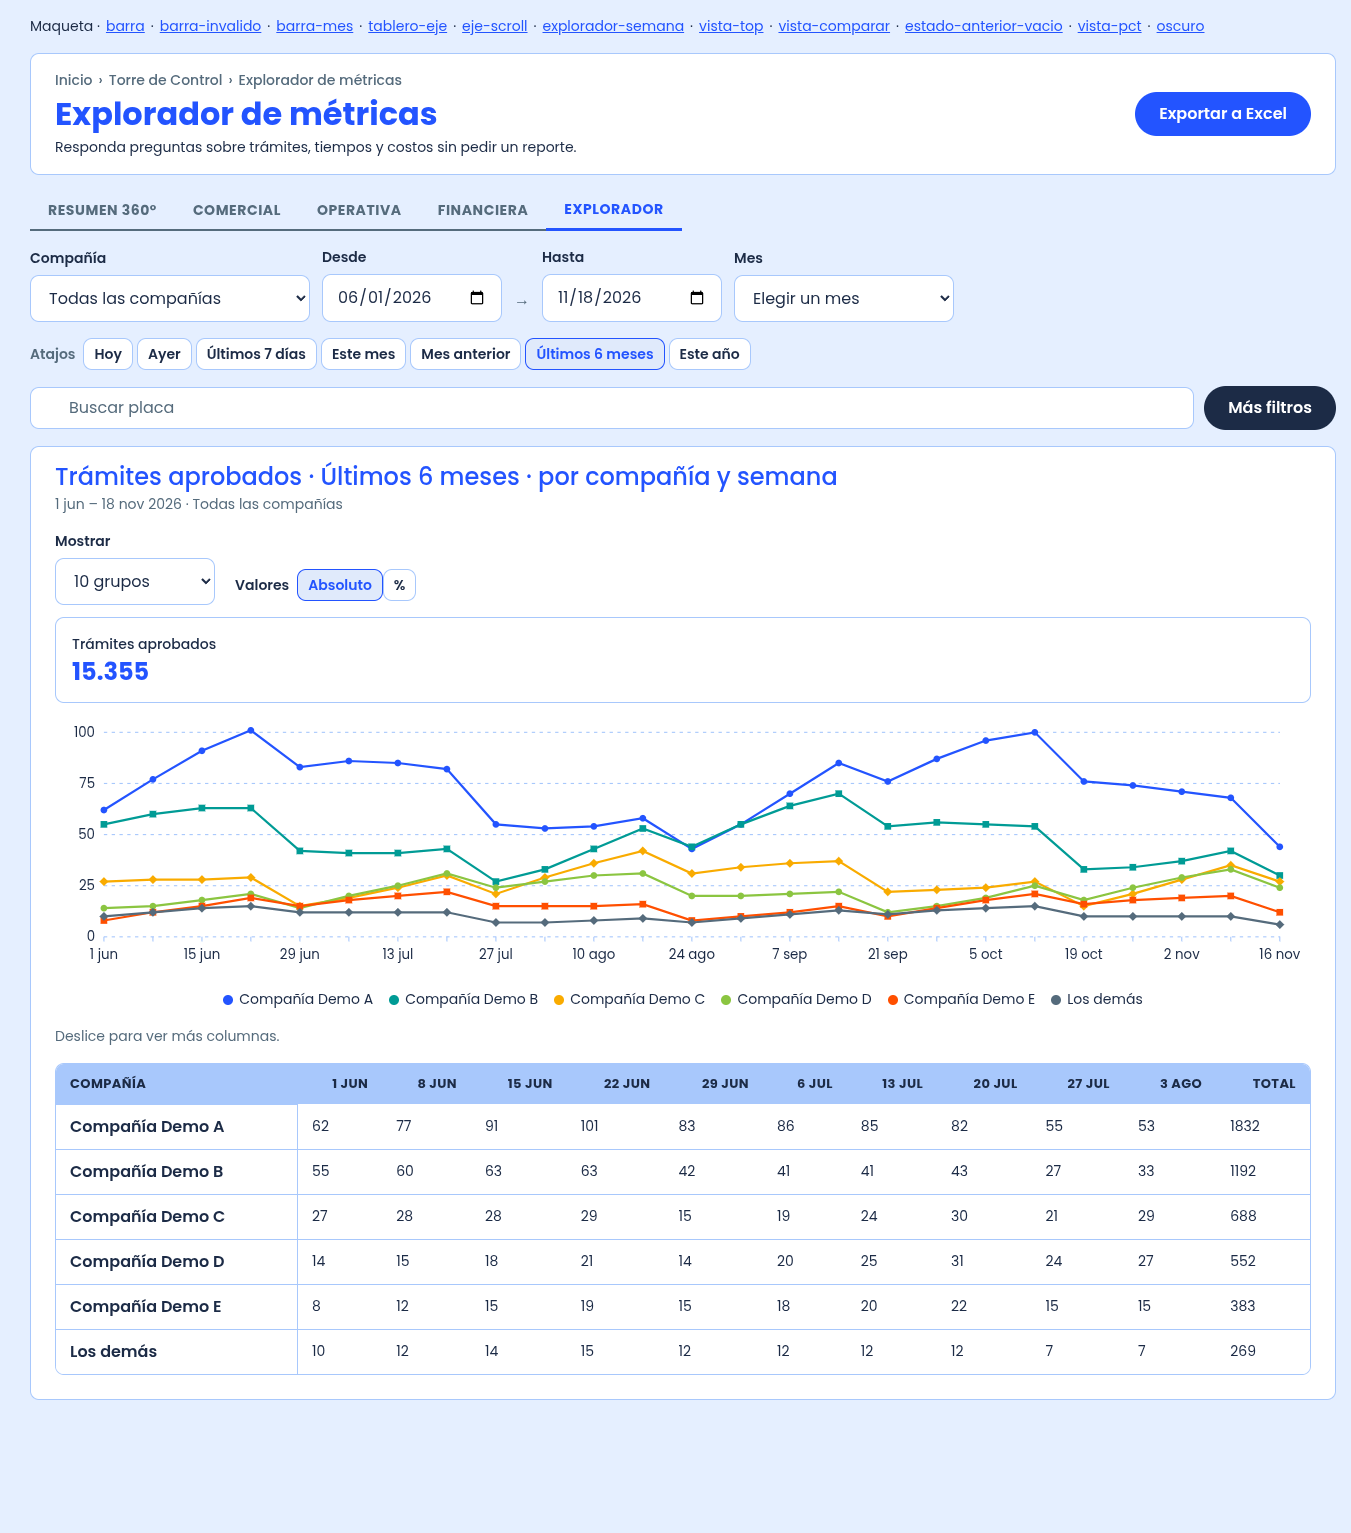 Maqueta · barra · barra-invalido · barra-mes · tablero-eje · eje-scroll · explorador-semana · vista-top · vista-comparar · estado-anterior-vacio · vista-pct · oscuro
Inicio › Torre de Control › Explorador de métricas
Explorador de métricas
Responda preguntas sobre trámites, tiempos y costos sin pedir un reporte.
Exportar a Excel
RESUMEN 360° COMERCIAL OPERATIVA FINANCIERA EXPLORADOR
Compañía Desde Hasta Mes
Todas las compañías 06/01/2026 → 11/18/2026 Elegir un mes
Atajos Hoy Ayer Últimos 7 días Este mes Mes anterior Últimos 6 meses Este año
Buscar placa Más filtros
Trámites aprobados · Últimos 6 meses · por compañía y semana
1 jun – 18 nov 2026 · Todas las compañías
Mostrar
10 grupos Valores Absoluto %
Trámites aprobados
15.355
100
75
50
25
0
1 jun 15 jun 29 jun 13 jul 27 jul 10 ago 24 ago 7 sep 21 sep 5 oct 19 oct 2 nov 16 nov
Compañía Demo A Compañía Demo B Compañía Demo C Compañía Demo D Compañía Demo E Los demás
Deslice para ver más columnas.
COMPAÑÍA 1 JUN 8 JUN 15 JUN 22 JUN 29 JUN 6 JUL 13 JUL 20 JUL 27 JUL 3 AGO TOTAL
Compañía Demo A 62 77 91 101 83 86 85 82 55 53 1832
Compañía Demo B 55 60 63 63 42 41 41 43 27 33 1192
Compañía Demo C 27 28 28 29 15 19 24 30 21 29 688
Compañía Demo D 14 15 18 21 14 20 25 31 24 27 552
Compañía Demo E 8 12 15 19 15 18 20 22 15 15 383
Los demás 10 12 14 15 12 12 12 12 7 7 269